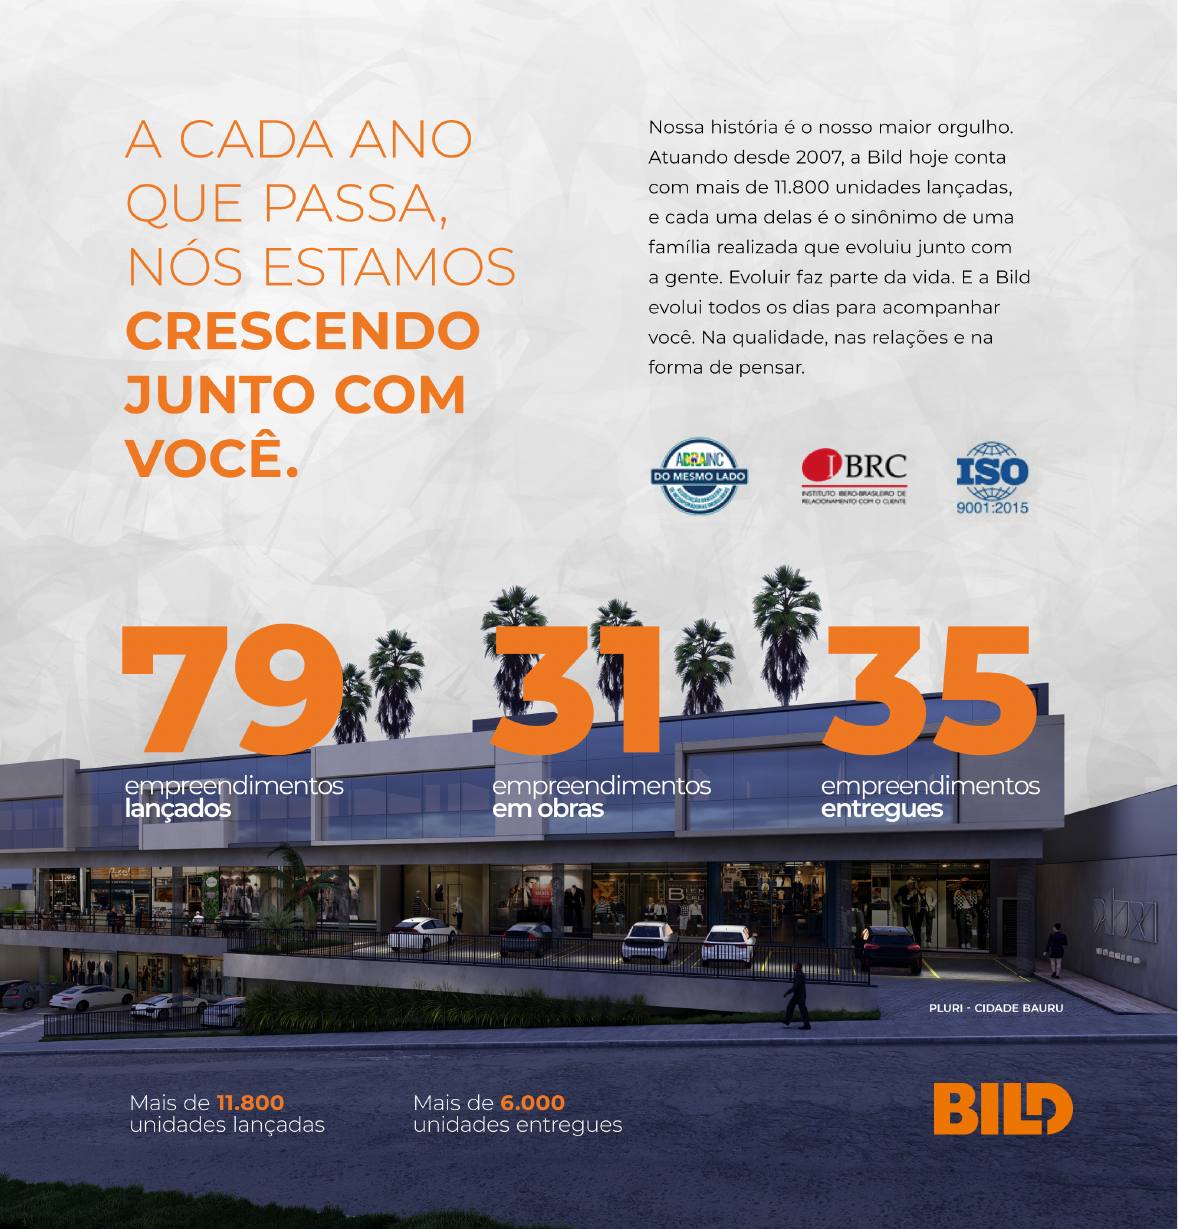 A CADA ANO
QUE PASSA,
NÓS ESTAMOS
CRESCENDO
JUNTO COM
VOCÊ.
Nossa história é o nosso maior orgulho.
Atuando desde 2007, a Bild hoje conta
com mais de 11.800 unidades lançadas,
e cada uma delas é o sinônimo de uma
família realizada que evoluiu junto com
a gente. Evoluir faz parte da vida. E a Bild
evolui todos os dias para acompanhar
você. Na qualidade, nas relações e na
forma de pensar.
ABRAINC
DO MESMO LADO
IBRC
INSTITUTO IBERO-BRASILEIRO DE
RELACIONAMENTO COM O CLIENTE
ISO
9001:2015
79
empreendimentos
lançados
31
empreendimentos
em obras
35
empreendimentos
entregues
PLURI - CIDADE BAURU
Mais de 11.800
unidades lançadas
Mais de 6.000
unidades entregues
BILD